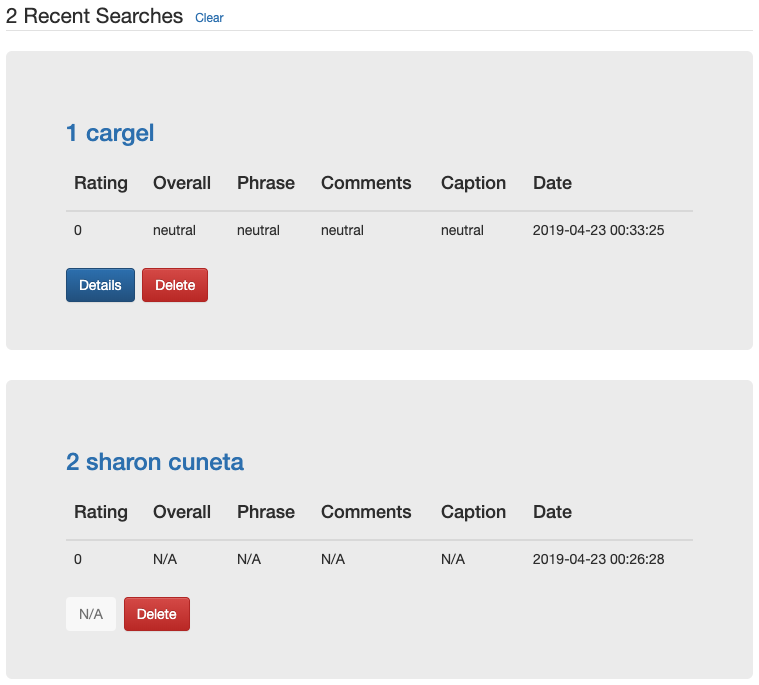 2 Recent Searches Clear
1 cargel
Rating Overall Phrase Comments Caption Date
0 neutral neutral neutral neutral 2019-04-23 00:33:25
Details Delete
2 sharon cuneta
Rating Overall Phrase Comments Caption Date
0 N/A N/A N/A N/A 2019-04-23 00:26:28
N/A Delete